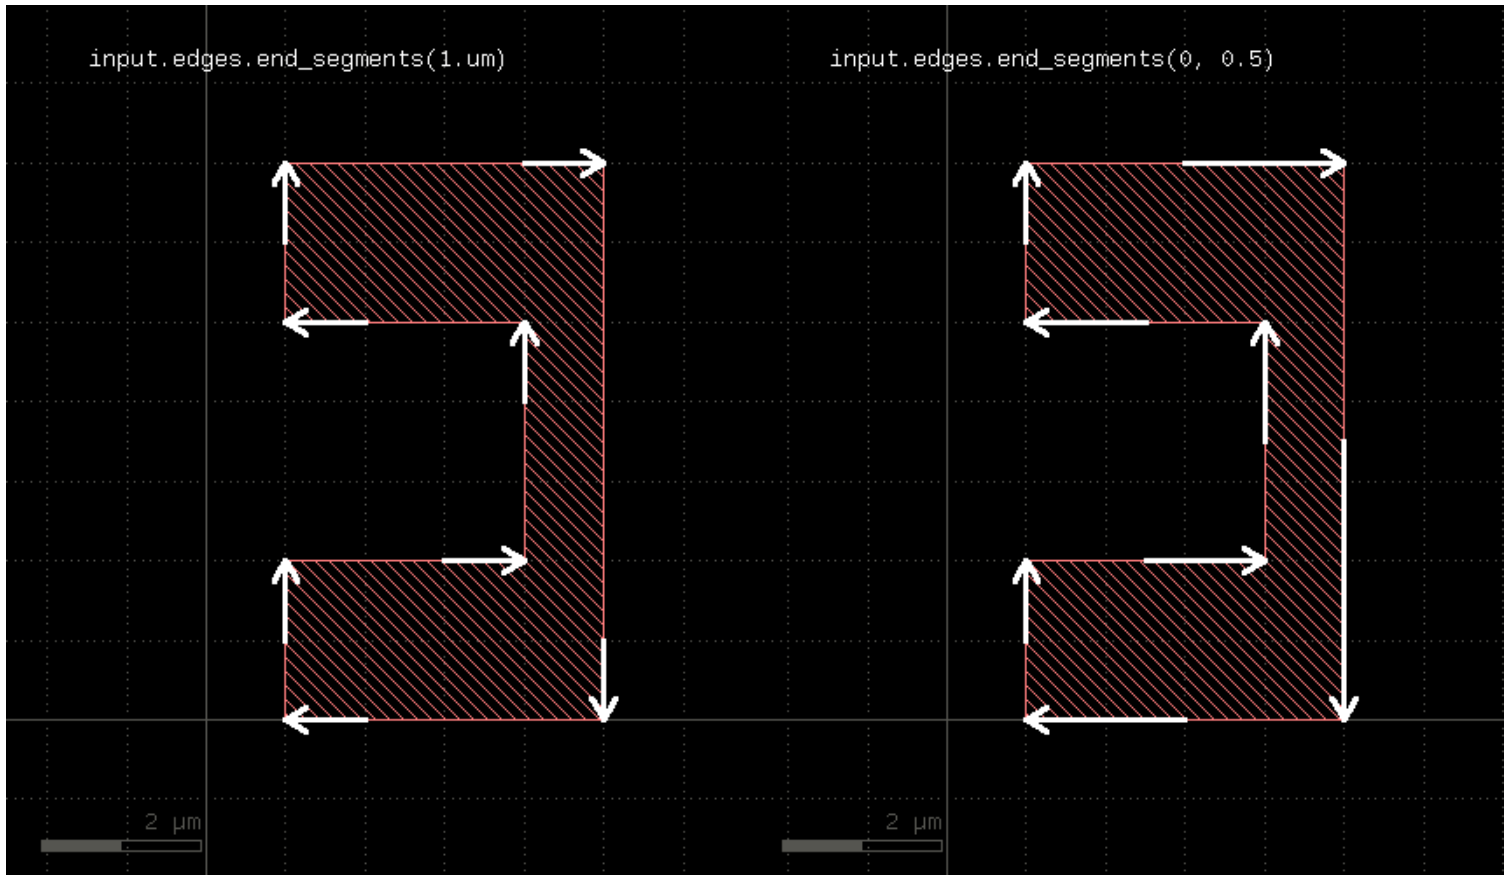 input.edges.end_segments(1.um)
input.edges.end_segments(0, 0.5)
2 µm
2 µm